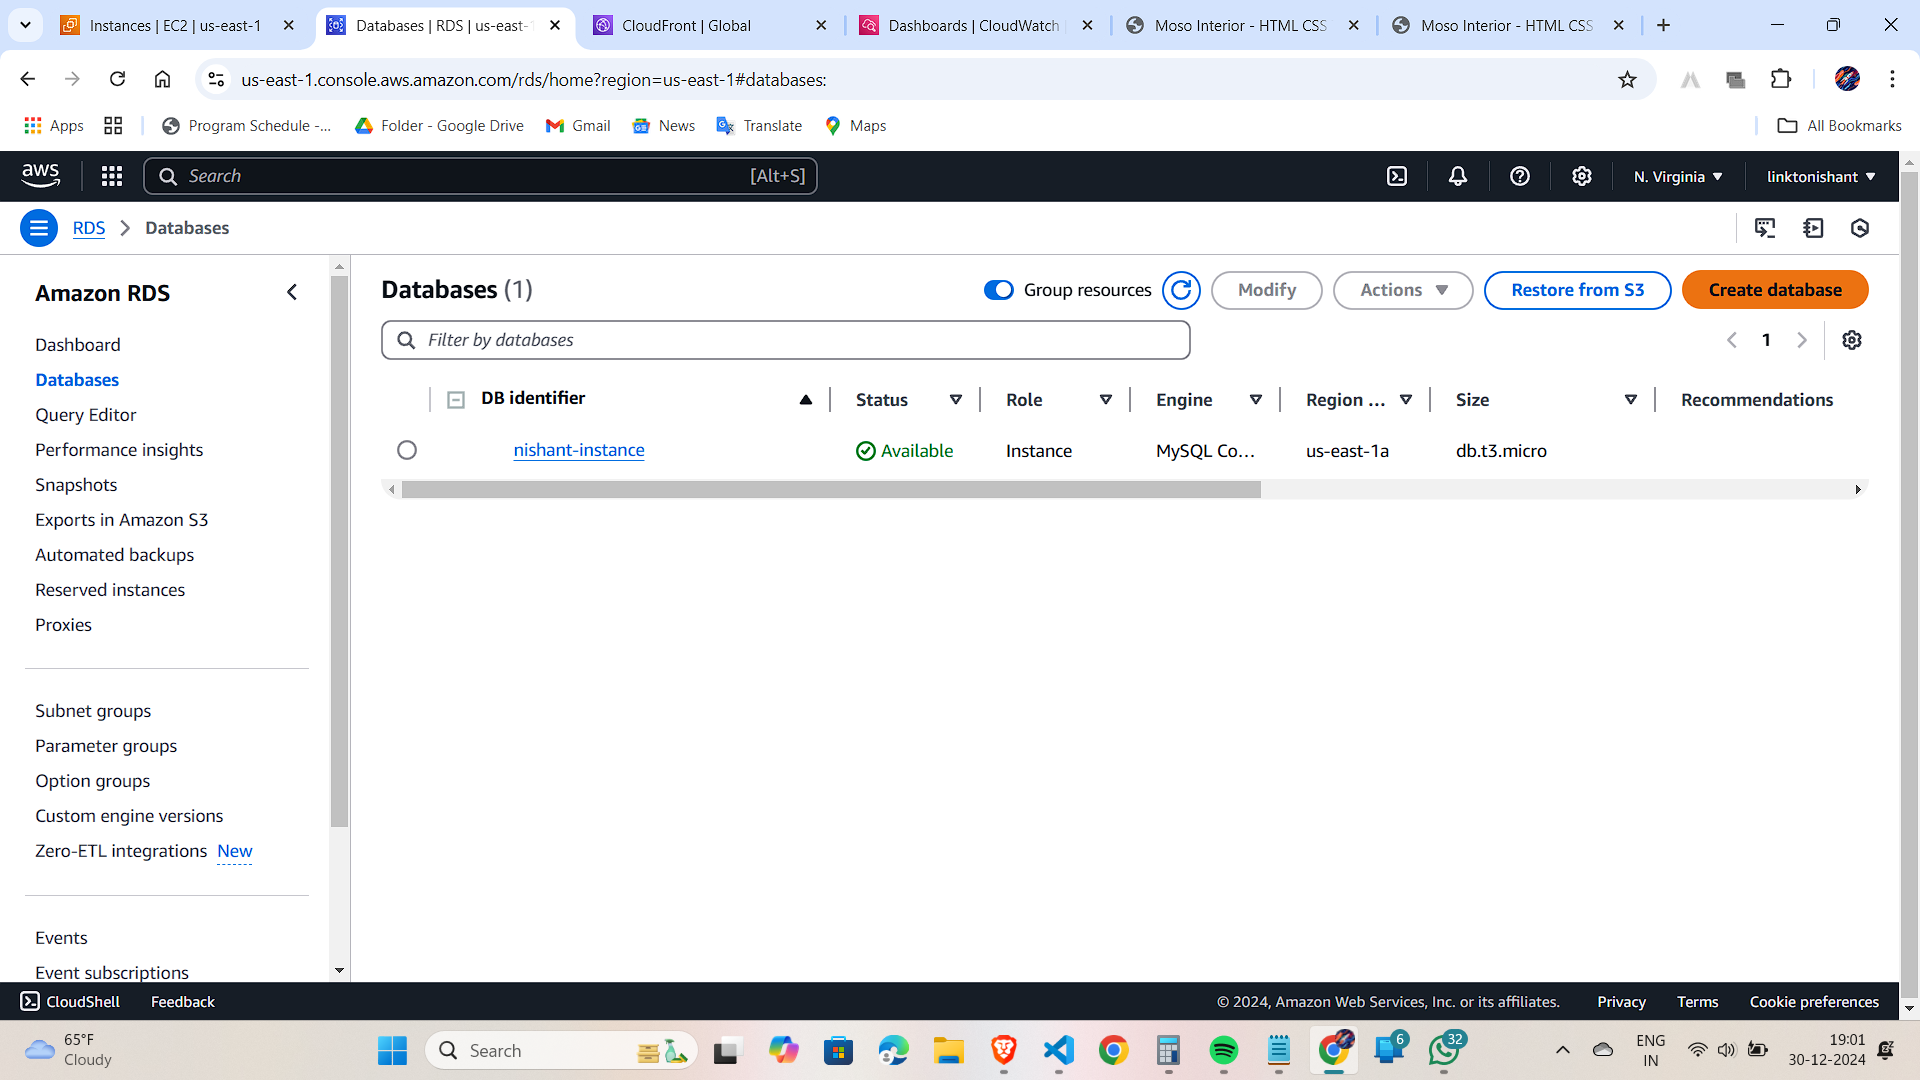 Instances | EC2 | us-east-1
Databases | RDS | us-east-1
CloudFront | Global
Dashboards | CloudWatch
Moso Interior - HTML CSS
Moso Interior - HTML CSS
us-east-1.console.aws.amazon.com/rds/home?region=us-east-1#databases:
Apps
Program Schedule -...
Folder - Google Drive
Gmail
News
Translate
Maps
All Bookmarks
aws
Search
[Alt+S]
N. Virginia
linktonishant
RDS
Databases
Amazon RDS
Dashboard
Databases
Query Editor
Performance insights
Snapshots
Exports in Amazon S3
Automated backups
Reserved instances
Proxies
Subnet groups
Parameter groups
Option groups
Custom engine versions
Zero-ETL integrations New
Events
Event subscriptions
Databases (1)
Group resources
Modify
Actions
Restore from S3
Create database
Filter by databases
1
DB identifier
Status
Role
Engine
Region ...
Size
Recommendations
nishant-instance
Available
Instance
MySQL Co...
us-east-1a
db.t3.micro
CloudShell
Feedback
© 2024, Amazon Web Services, Inc. or its affiliates.
Privacy
Terms
Cookie preferences
65°F
Cloudy
Search
6
32
ENG
IN
19:01
30-12-2024